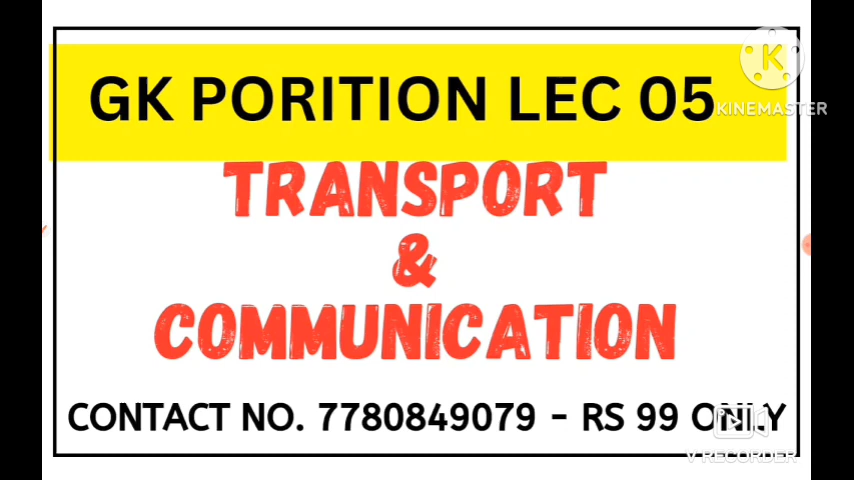 GK PORITION LEC 05
KINEMASTER
TRANSPORT
&
COMMUNICATION
CONTACT NO. 7780849079 - RS 99 ONLY
V RECORDER